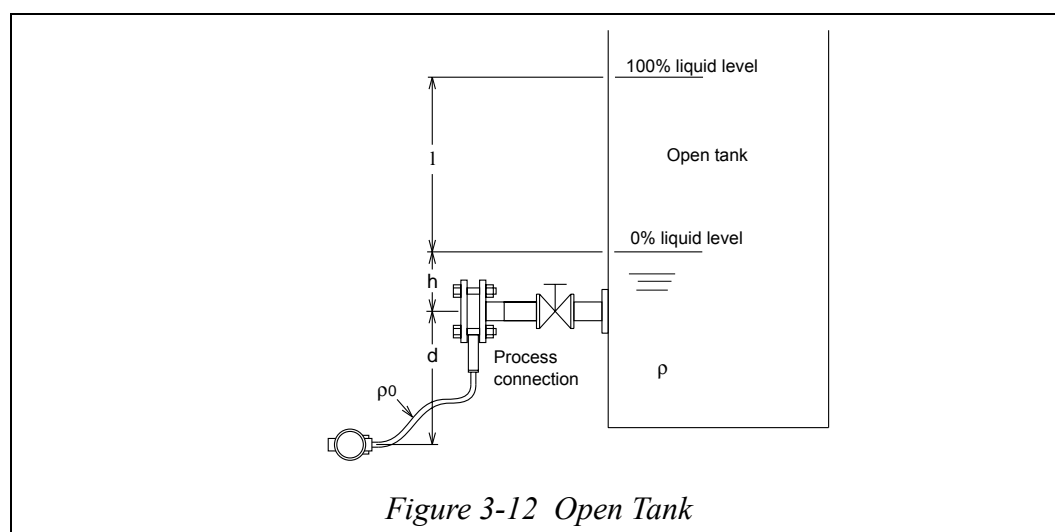 100% liquid level
l
Open tank
0% liquid level
h
d
Process
connection
ρ
ρ0
Figure 3-12 Open Tank